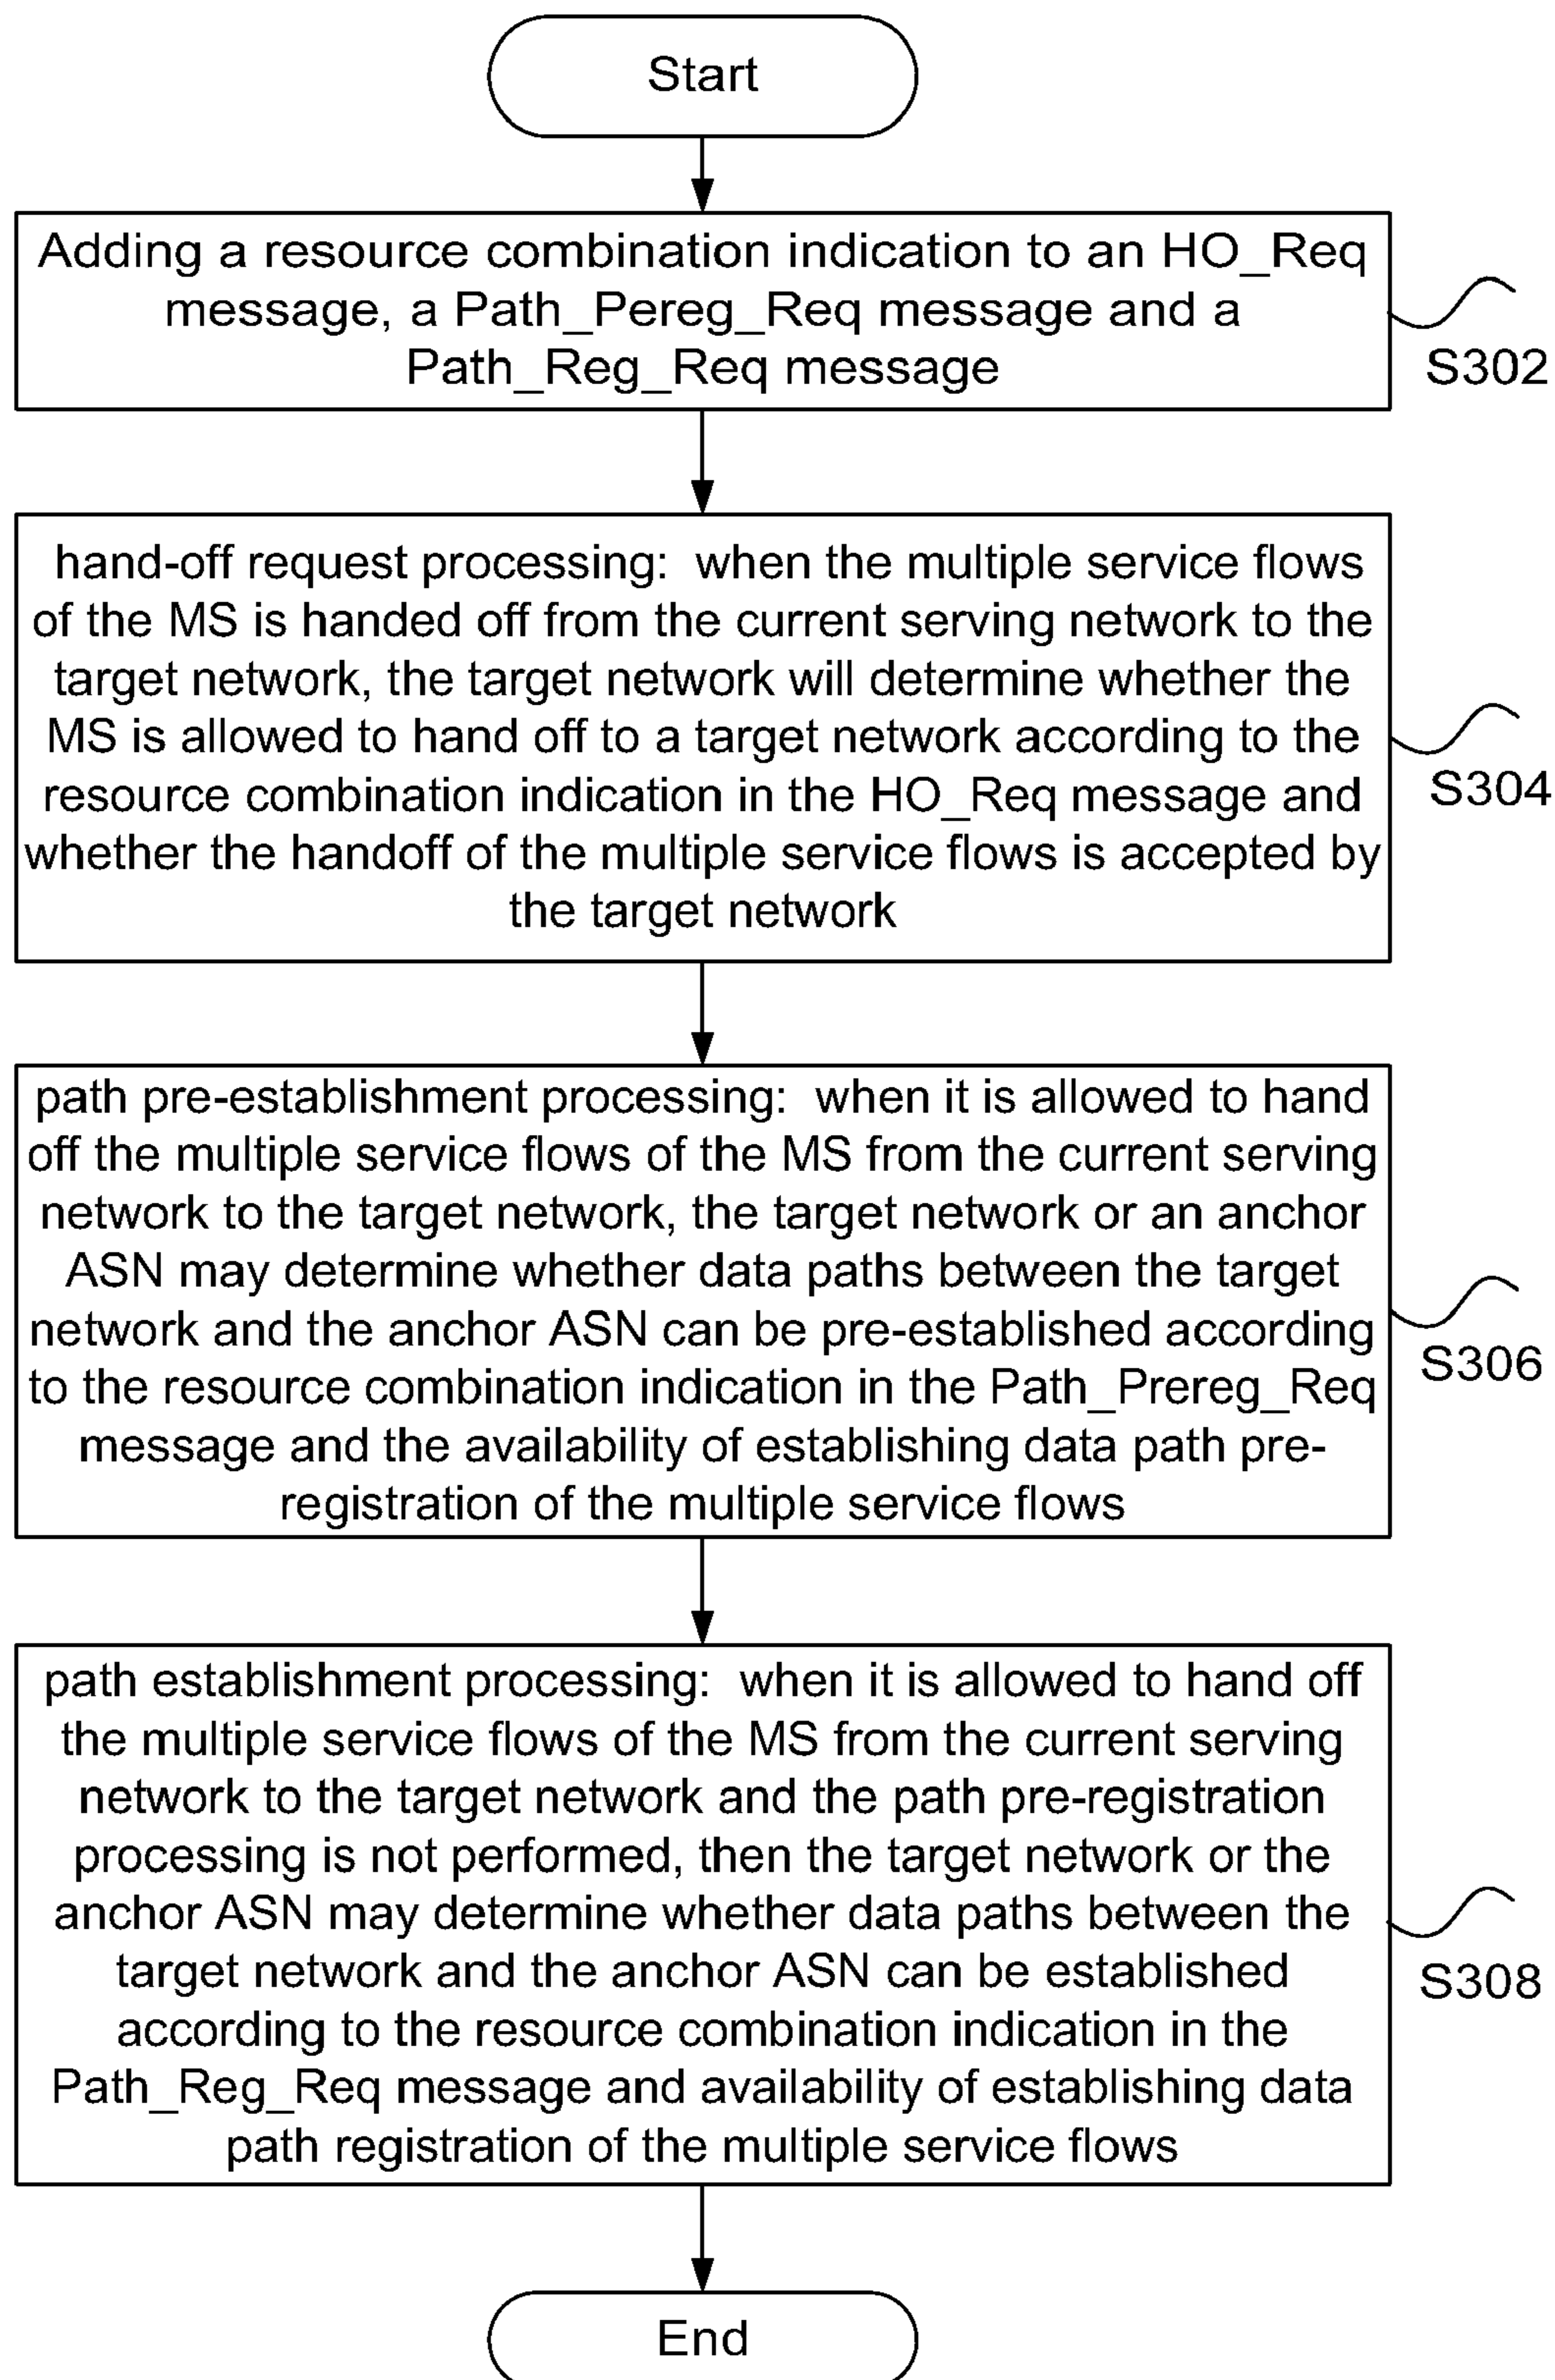 Start
Adding a resource combination indication to an HO_Req
message, a Path_Pereg_Req message and a
Path_Reg_Req message
S302
hand-off request processing: when the multiple service flows
of the MS is handed off from the current serving network to the
target network, the target network will determine whether the
MS is allowed to hand off to a target network according to the
resource combination indication in the HO_Req message and
whether the handoff of the multiple service flows is accepted by
the target network
S304
path pre-establishment processing: when it is allowed to hand
off the multiple service flows of the MS from the current serving
network to the target network, the target network or an anchor
ASN may determine whether data paths between the target
network and the anchor ASN can be pre-established according
to the resource combination indication in the Path_Prereg_Req
message and the availability of establishing data path pre-
registration of the multiple service flows
S306
path establishment processing: when it is allowed to hand off
the multiple service flows of the MS from the current serving
network to the target network and the path pre-registration
processing is not performed, then the target network or the
anchor ASN may determine whether data paths between the
target network and the anchor ASN can be established
according to the resource combination indication in the
Path_Reg_Req message and availability of establishing data
path registration of the multiple service flows
S308
End